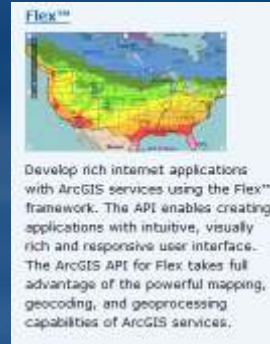 Flex™
Develop rich internet applications
with ArcGIS services using the Flex™
framework. The API enables creating
applications with intuitive, visually
rich and responsive user interface.
The ArcGIS API for Flex takes full
advantage of the powerful mapping,
geocoding, and geoprocessing
capabilities of ArcGIS services.